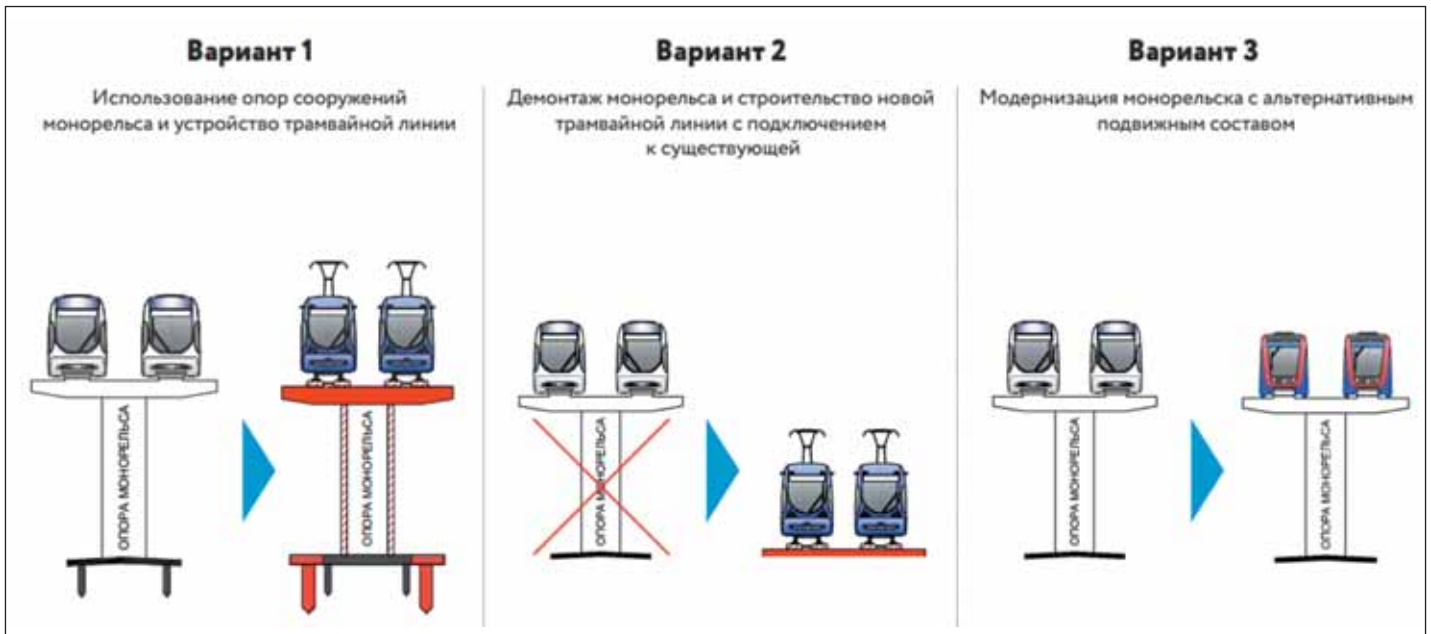 Вариант 1
Использование опор сооружений
монорельса и устройство трамвайной линии
ОПОРА МОНОРЕЛЬСА
ОПОРА МОНОРЕЛЬСА
Вариант 2
Демонтаж монорельса и строительство новой
трамвайной линии с подключением
к существующей
ОПОРА МОНОРЕЛЬСА
Вариант 3
Модернизация монорельска с альтернативным
подвижным составом
ОПОРА МОНОРЕЛЬСА
ОПОРА МОНОРЕЛЬСА